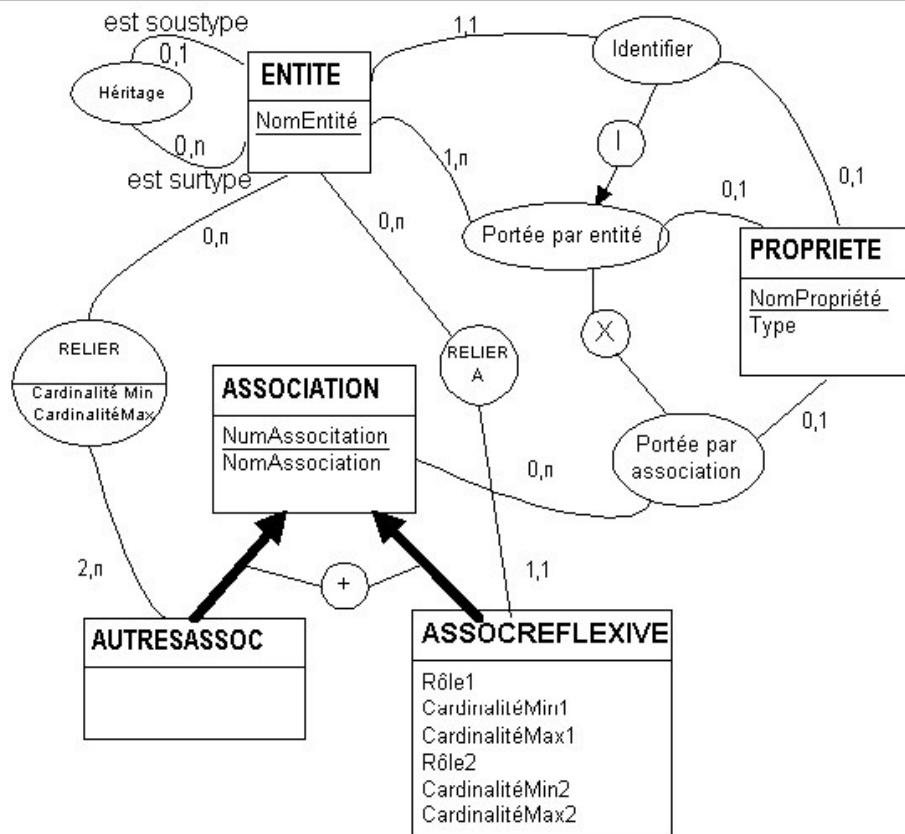 est soustype
0,1
Héritage
0,n
est surtype
ENTITE
NomEntité
1,1
Identifier
I
1,n
0,1
0,1
Portée par entité
PROPRIETE
NomPropriété
Type
0,n
0,n
X
RELIER
Cardinalité Min
CardinalitéMax
RELIER
A
ASSOCIATION
NumAssocitation
NomAssociation
0,n
Portée par
association
0,1
2,n
+
1,1
AUTRESASSOC
ASSOCREFLEXIVE
Rôle1
CardinalitéMin1
CardinalitéMax1
Rôle2
CardinalitéMin2
CardinalitéMax2